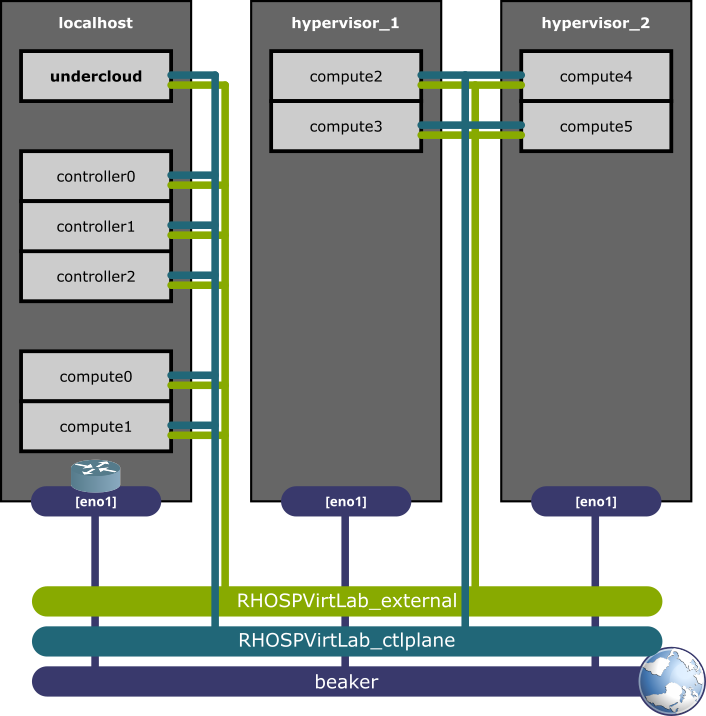 localhost
undercloud
controller0
controller1
controller2
compute0
compute1
[eno1]
hypervisor_1
compute2
compute3
[eno1]
hypervisor_2
compute4
compute5
[eno1]
RHOSPVirtLab_external
RHOSPVirtLab_ctlplane
beaker